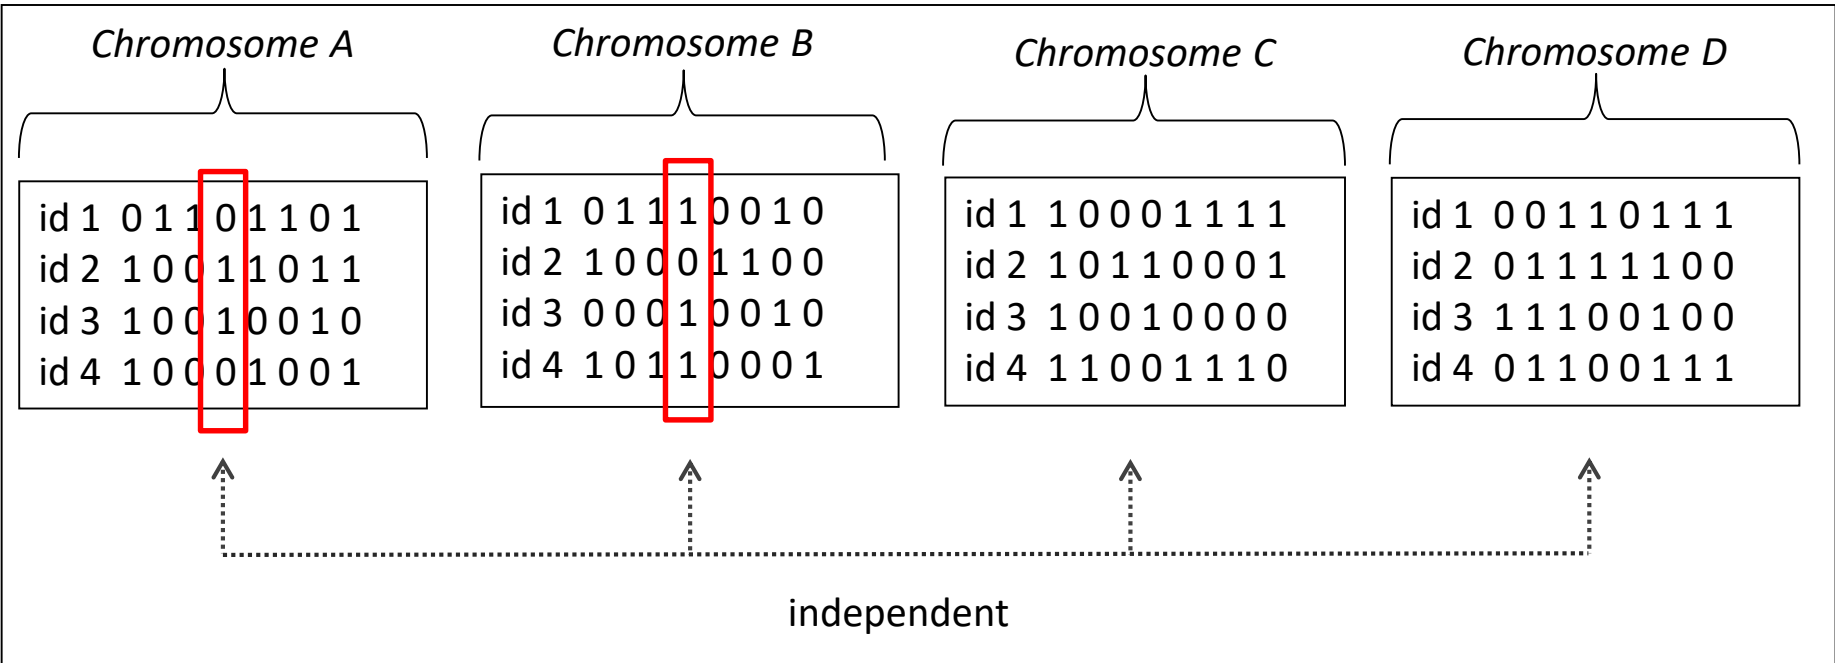 Chromosome A
id 1 0 1 1 0 1 1 0 1
id 2 1 0 0 1 1 0 1 1
id 3 1 0 0 1 0 0 1 0
id 4 1 0 0 0 1 0 0 1
Chromosome B
id 1 0 1 1 1 0 0 1 0
id 2 1 0 0 0 1 1 0 0
id 3 0 0 0 1 0 0 1 0
id 4 1 0 1 1 0 0 0 1
Chromosome C
id 1 1 0 0 0 1 1 1 1
id 2 1 0 1 1 0 0 0 1
id 3 1 0 0 1 0 0 0 0
id 4 1 1 0 0 1 1 1 0
Chromosome D
id 1 0 0 1 1 0 1 1 1
id 2 0 1 1 1 1 1 0 0
id 3 1 1 1 0 0 1 0 0
id 4 0 1 1 0 0 1 1 1
independent